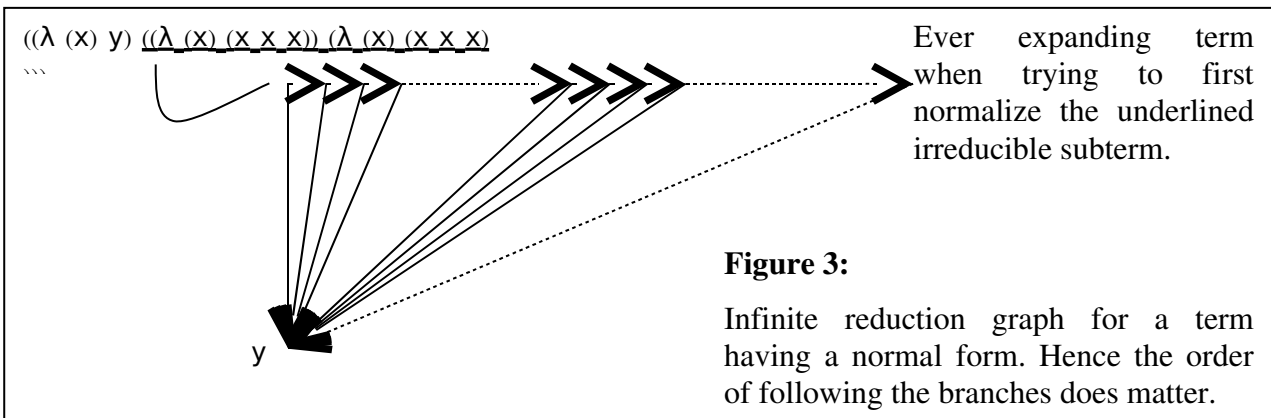 ((λ (x) y) ((λ (x) (x x x)) (λ (x) (x x x)
)))
Ever expanding term
when trying to first
normalize the underlined
irreducible subterm.
Figure 3:
Infinite reduction graph for a term
having a normal form. Hence the order
of following the branches does matter.
y